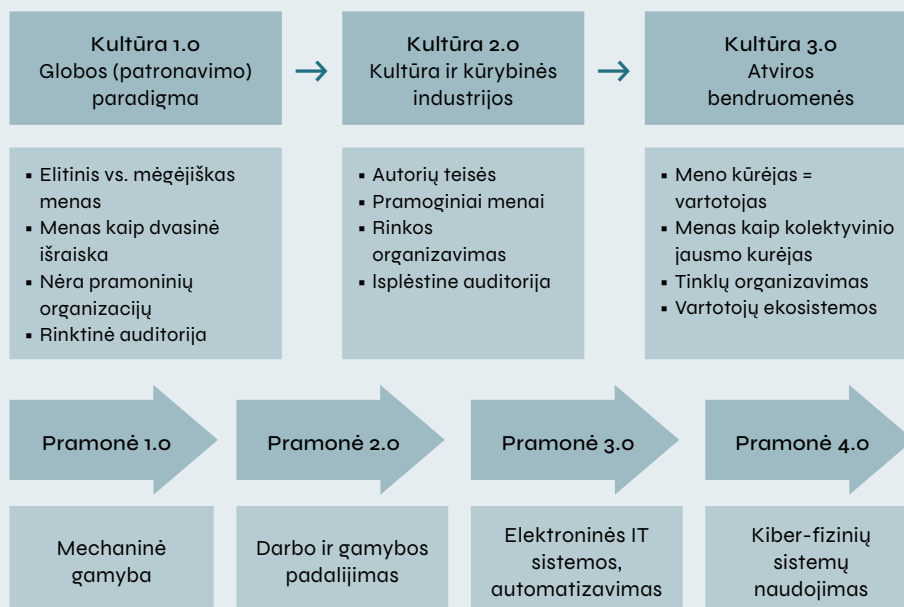 Kultūra 1.0
Globos (patronavimo)
paradigma
→
Kultūra 2.0
Kultūra ir kūrybinės
industrijos
→
Kultūra 3.0
Atviros
bendruomenės
▪ Elitinis vs. mėgėjiškas
menas
▪ Menas kaip dvasinė
išraiska
▪ Nėra pramoninių
organizacijų
▪ Rinktinė auditorija
▪ Autorių teisės
▪ Pramoginiai menai
▪ Rinkos
organizavimas
▪ Isplėstine auditorija
▪ Meno kūrėjas =
vartotojas
▪ Menas kaip kolektyvinio
jausmo kurėjas
▪ Tinklų organizavimas
▪ Vartotojų ekosistemos
Pramonė 1.0
Pramonė 2.0
Pramonė 3.0
Pramonė 4.0
Mechaninė
gamyba
Darbo ir gamybos
padalijimas
Elektroninės IT
sistemos,
automatizavimas
Kiber-fizinių
sistemų
naudojimas